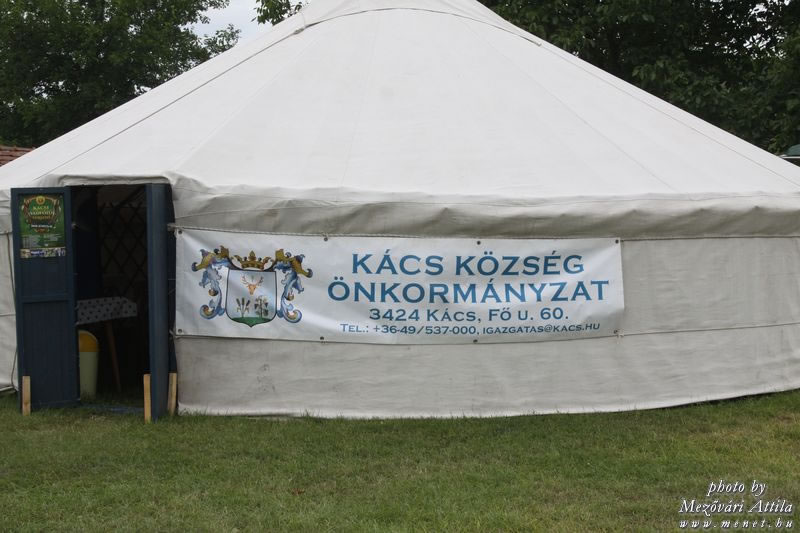 KÁCS KÖZSÉG
ÖNKORMÁNYZAT
3424 KÁCS, FŐ U. 60.
TEL.: +36-49/537-000, IGAZGATAS@KACS.HU
KÁCSI
photo by
Mezővári Attila
www.menet.hu